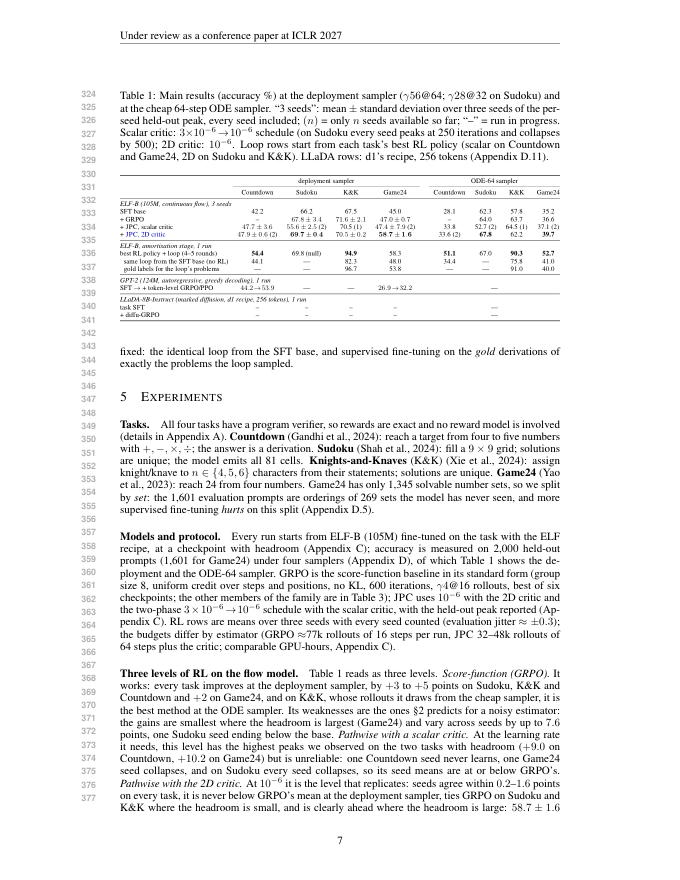 Under review as a conference paper at ICLR 2027
324 Table 1: Main results (accuracy %) at the deployment sampler (γ56@64; γ28@32 on Sudoku) and
325 at the cheap 64-step ODE sampler. “3 seeds”: mean ± standard deviation over three seeds of the per-
326 seed held-out peak, every seed included; (n) = only n seeds available so far; “–” = run in progress.
327 Scalar critic: 3×10−6→10−6 schedule (on Sudoku every seed peaks at 250 iterations and collapses
328 by 500); 2D critic: 10−6. Loop rows start from each task’s best RL policy (scalar on Countdown
329 and Game24, 2D on Sudoku and K&K). LLaDA rows: d1’s recipe, 256 tokens (Appendix D.11).
330
331 deployment sampler ODE-64 sampler
Countdown Sudoku K&K Game24 Countdown Sudoku K&K Game24
332 ELF-B (105M, continuous flow), 3 seeds
333 SFT base 42.2 66.2 67.5 45.0 28.1 62.3 57.8 35.2
+ GRPO – 67.8 ± 3.4 71.6 ± 2.1 47.0 ± 0.7 – 64.0 63.7 36.6
334 + JPC, scalar critic 47.7 ± 3.6 55.6 ± 2.5 (2) 70.5 (1) 47.4 ± 7.9 (2) 33.8 52.7 (2) 64.5 (1) 37.1 (2)
335 + JPC, 2D critic 47.9 ± 0.6 (2) 69.7 ± 0.4 70.5 ± 0.2 58.7 ± 1.6 33.6 (2) 67.8 62.2 39.7
ELF-B, amortisation stage, 1 run
336 best RL policy + loop (4–5 rounds) 54.4 69.8 (null) 94.9 58.3 51.1 67.0 90.3 52.7
same loop from the SFT base (no RL) 44.1 — 82.3 48.0 34.4 — 75.8 41.0
337 gold labels for the loop’s problems — — 96.7 53.8 — — 91.0 40.0
338 GPT-2 (124M, autoregressive, greedy decoding), 1 run
339 SFT → + token-level GRPO/PPO 44.2→53.9 — — 26.9→32.2 —
LLaDA-8B-Instruct (masked diffusion, d1 recipe, 256 tokens), 1 run
340 task SFT – – – – —
341 + diffu-GRPO – – – – —
342
343 fixed: the identical loop from the SFT base, and supervised fine-tuning on the gold derivations of
344 exactly the problems the loop sampled.
345
346
347 5 EXPERIMENTS
348
349 Tasks. All four tasks have a program verifier, so rewards are exact and no reward model is involved
350 (details in Appendix A). Countdown (Gandhi et al., 2024): reach a target from four to five numbers
351 with +, −, ×, ÷; the answer is a derivation. Sudoku (Shah et al., 2024): fill a 9 × 9 grid; solutions
352 are unique; the model emits all 81 cells. Knights-and-Knaves (K&K) (Xie et al., 2024): assign
353 knight/knave to n ∈ {4, 5, 6} characters from their statements; solutions are unique. Game24 (Yao
354 et al., 2023): reach 24 from four numbers. Game24 has only 1,345 solvable number sets, so we split
355 by set: the 1,601 evaluation prompts are orderings of 269 sets the model has never seen, and more
356 supervised fine-tuning hurts on this split (Appendix D.5).
357 Models and protocol. Every run starts from ELF-B (105M) fine-tuned on the task with the ELF
358 recipe, at a checkpoint with headroom (Appendix C); accuracy is measured on 2,000 held-out
359 prompts (1,601 for Game24) under four samplers (Appendix D), of which Table 1 shows the de-
360 ployment and the ODE-64 sampler. GRPO is the score-function baseline in its standard form (group
361 size 8, uniform credit over steps and positions, no KL, 600 iterations, γ4@16 rollouts, best of six
362 checkpoints; the other members of the family are in Table 3); JPC uses 10−6 with the 2D critic and
363 the two-phase 3 × 10−6→10−6 schedule with the scalar critic, with the held-out peak reported (Ap-
364 pendix C). RL rows are means over three seeds with every seed counted (evaluation jitter ≈ ±0.3);
365 the budgets differ by estimator (GRPO ≈77k rollouts of 16 steps per run, JPC 32–48k rollouts of
366 64 steps plus the critic; comparable GPU-hours, Appendix C).
367
368 Three levels of RL on the flow model. Table 1 reads as three levels. Score-function (GRPO). It
369 works: every task improves at the deployment sampler, by +3 to +5 points on Sudoku, K&K and
370 Countdown and +2 on Game24, and on K&K, whose rollouts it draws from the cheap sampler, it is
371 the best method at the ODE sampler. Its weaknesses are the ones §2 predicts for a noisy estimator:
372 the gains are smallest where the headroom is largest (Game24) and vary across seeds by up to 7.6
373 points, one Sudoku seed ending below the base. Pathwise with a scalar critic. At the learning rate
it needs, this level has the highest peaks we observed on the two tasks with headroom (+9.0 on
374 Countdown, +10.2 on Game24) but is unreliable: one Countdown seed never learns, one Game24
375 seed collapses, and on Sudoku every seed collapses, so its seed means are at or below GRPO’s.
376 Pathwise with the 2D critic. At 10−6 it is the level that replicates: seeds agree within 0.2–1.6 points
377 on every task, it is never below GRPO’s mean at the deployment sampler, ties GRPO on Sudoku and
K&K where the headroom is small, and is clearly ahead where the headroom is large: 58.7 ± 1.6
7